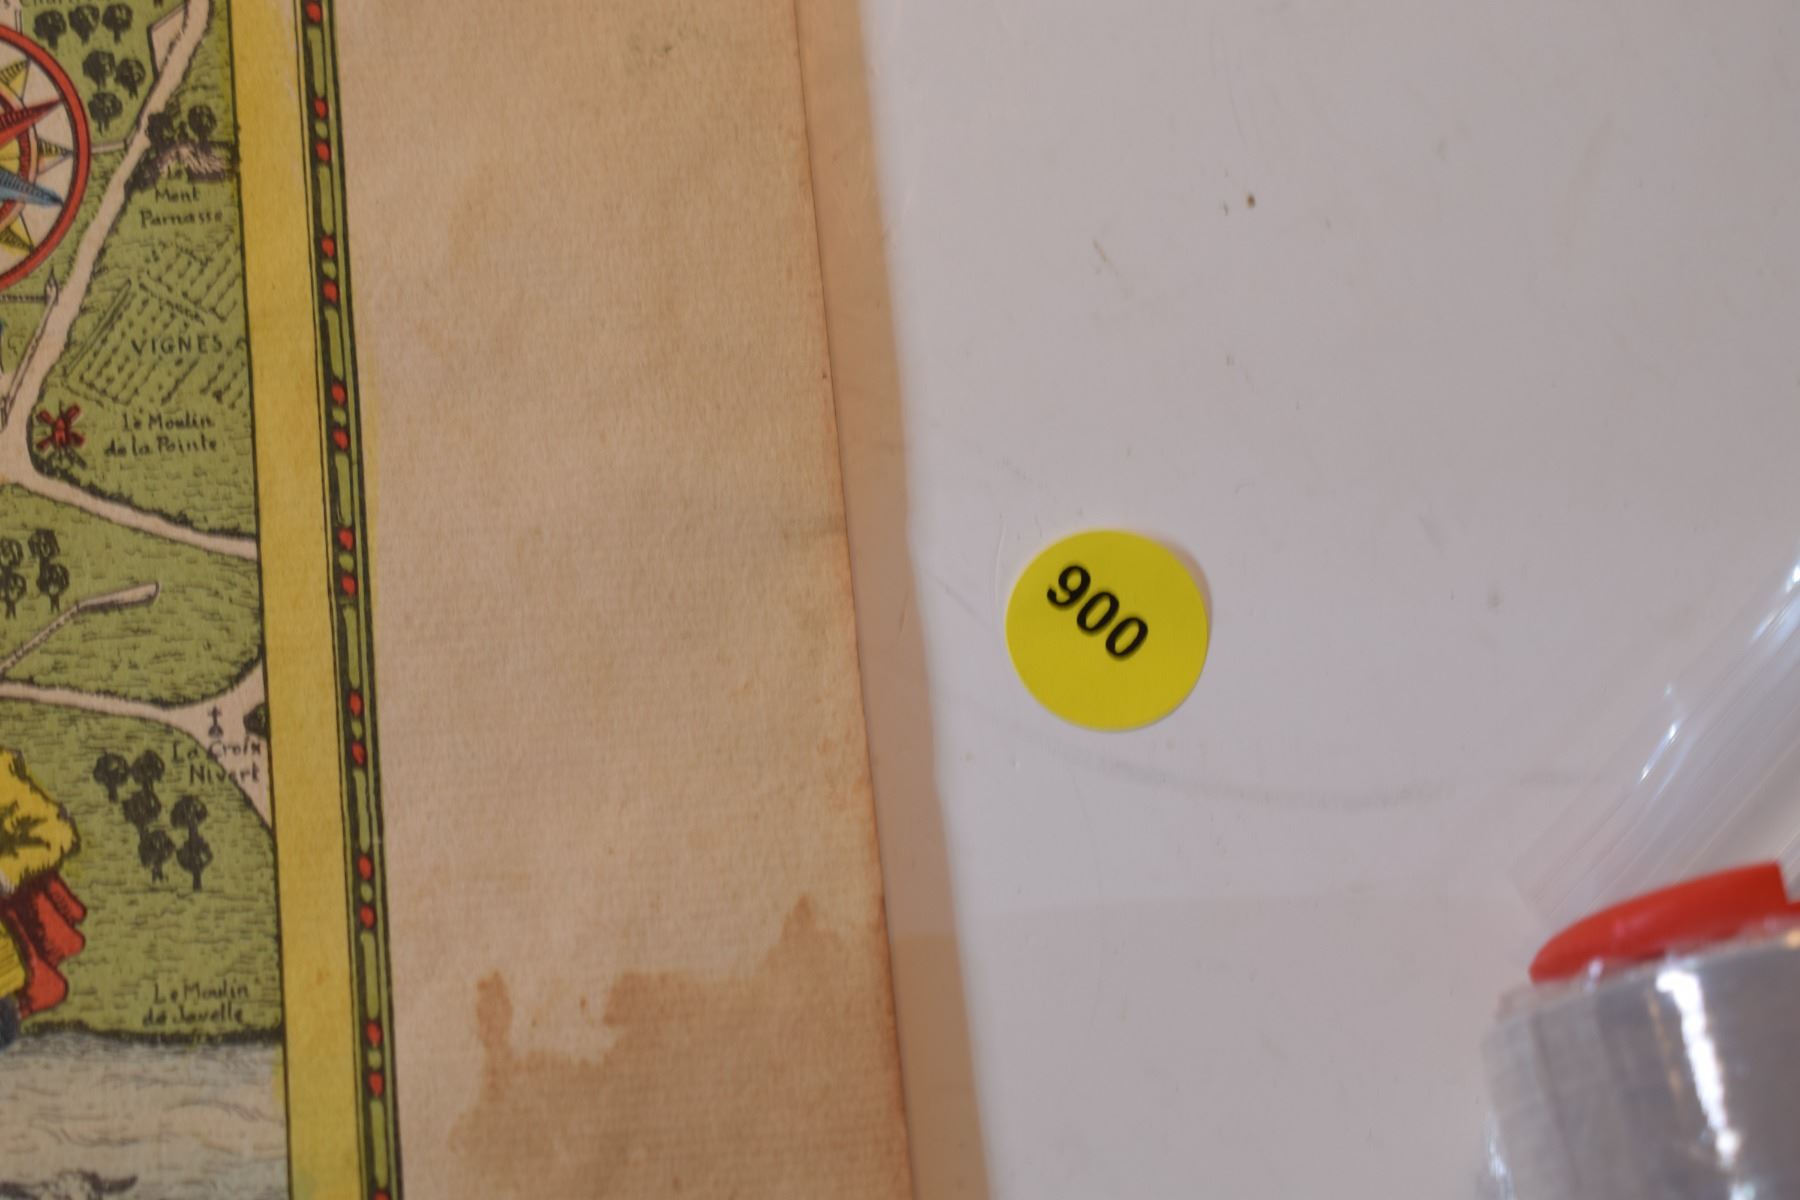 Le
Mont
Parnasse
VIGNES
Le Moulin
de la Pointe
La Croix
Nivert
Le Moulin
de Javelle
900